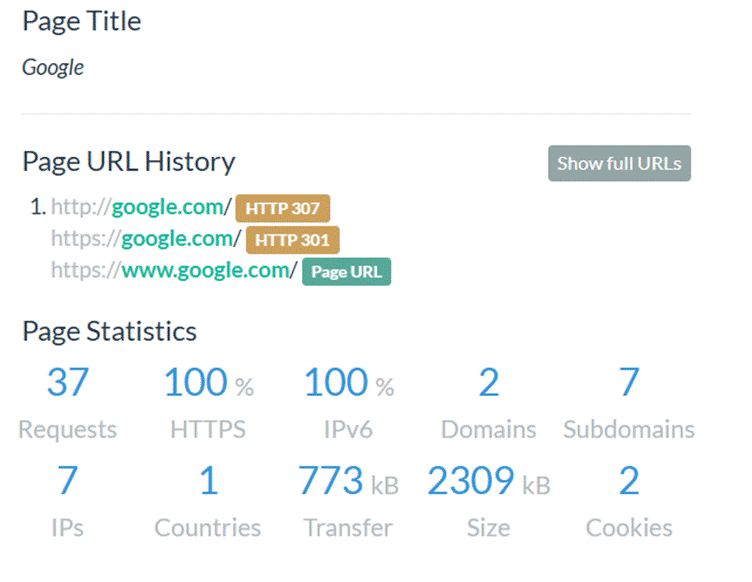 Page Title
Google
Page URL History
Show full URLs
1. http://google.com/ HTTP 307
https://google.com/ HTTP 301
https://www.google.com/ Page URL
Page Statistics
37 100 % 100 % 2 7
Requests HTTPS IPv6 Domains Subdomains
7 1 773 kB 2309 kB 2
IPs Countries Transfer Size Cookies